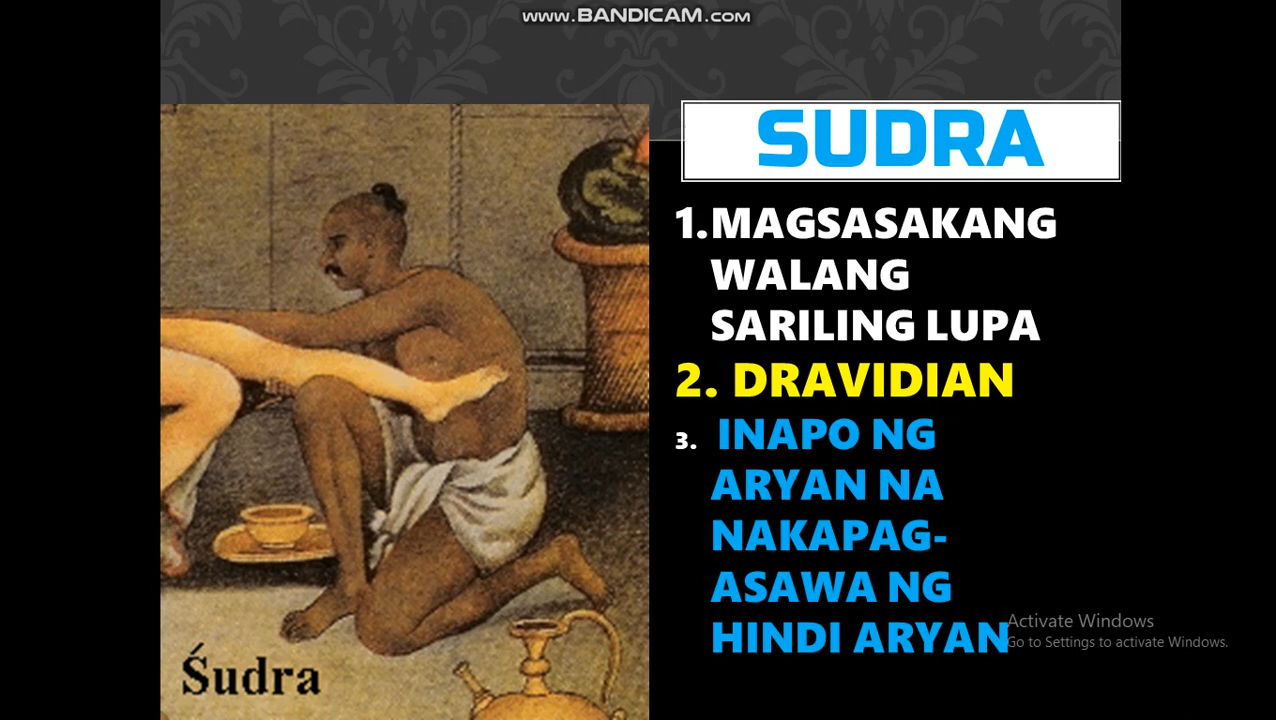 www.BANDICAM.com
SUDRA
1.MAGSASAKANG
WALANG
SARILING LUPA
2. DRAVIDIAN
3. INAPO NG
ARYAN NA
NAKAPAG-
ASAWA NG
HINDI ARYAN
Activate Windows
Go to Settings to activate Windows.
Śudra